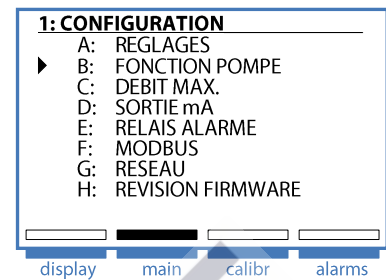 1: CONFIGURATION
A: REGLAGES
B: FONCTION POMPE
C: DEBIT MAX.
D: SORTIE mA
E: RELAIS ALARME
F: MODBUS
G: RESEAU
H: REVISION FIRMWARE
display main calibr alarms